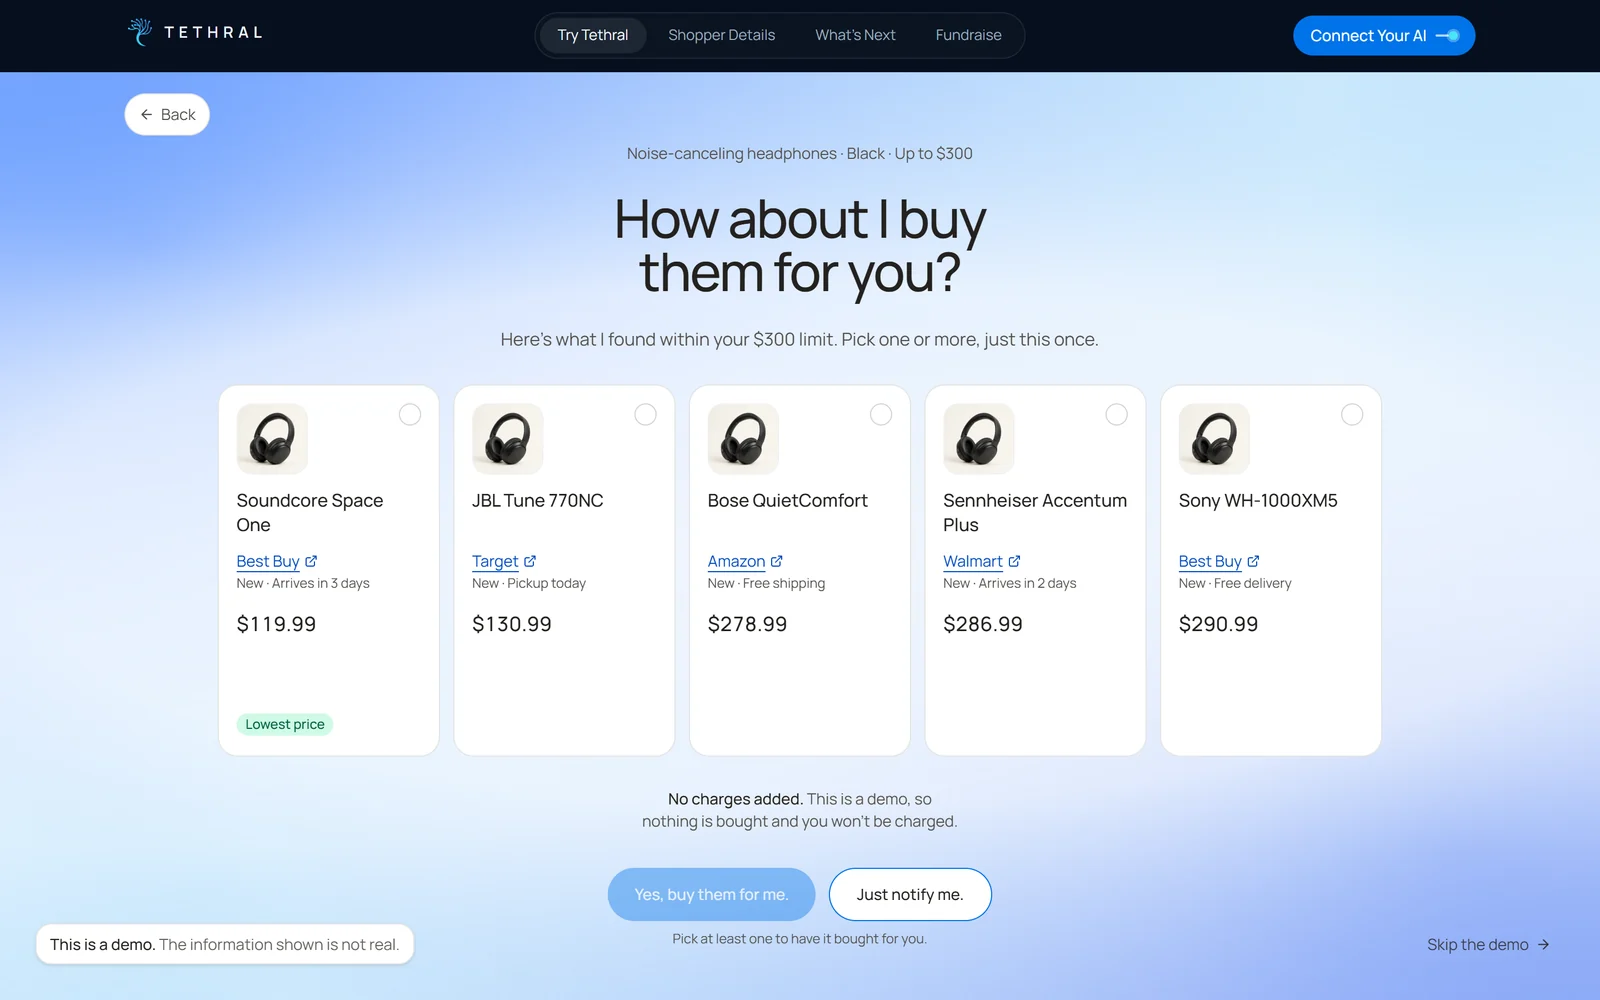 TETHRAL
Try Tethral
Shopper Details
What's Next
Fundraise
Connect Your AI
Back
Noise-canceling headphones · Black · Up to $300
How about I buy
them for you?
Here's what I found within your $300 limit. Pick one or more, just this once.
Soundcore Space
One
Best Buy
New · Arrives in 3 days
$119.99
Lowest price
JBL Tune 770NC
Target
New · Pickup today
$130.99
Bose QuietComfort
Amazon
New · Free shipping
$278.99
Sennheiser Accentum
Plus
Walmart
New · Arrives in 2 days
$286.99
Sony WH-1000XM5
Best Buy
New · Free delivery
$290.99
No charges added. This is a demo, so
nothing is bought and you won't be charged.
Yes, buy them for me.
Just notify me.
Pick at least one to have it bought for you.
This is a demo. The information shown is not real.
Skip the demo